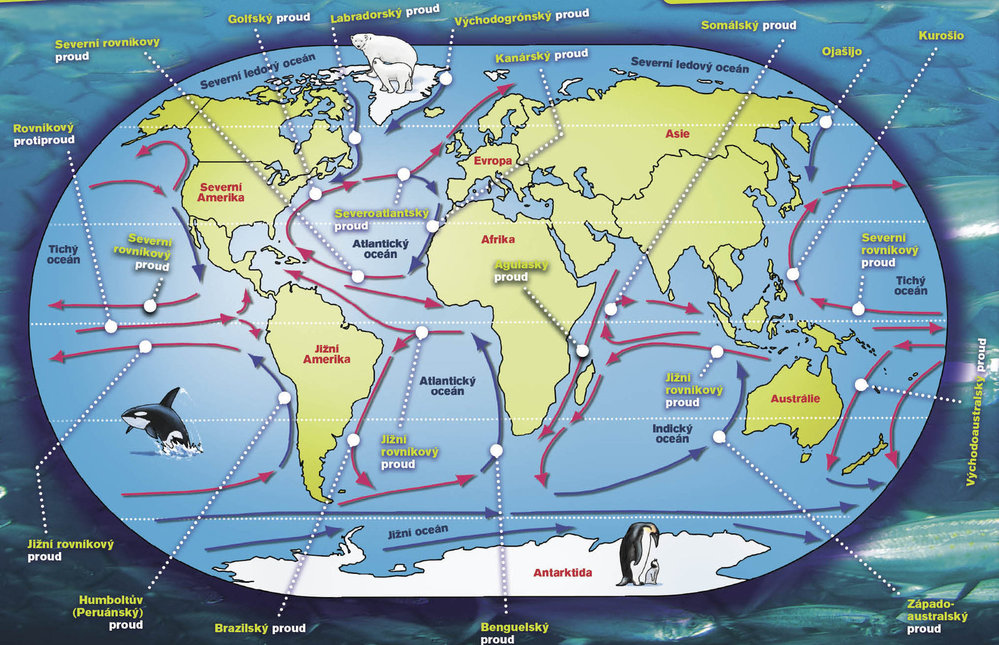 Golfský proud
Labradorský proud
Východogrónský proud
Somálský proud
Kurošio
Ojašijo
Severní rovníkovy
proud
Kanárský proud
Severní ledový oceán
Severní ledový oceán
Rovníkový
protiproud
Asie
Evropa
Severní
Amerika
Severoatlantský
proud
Tichý
oceán
Severní
rovníkový
proud
Atlantický
oceán
Afrika
Agulaský
proud
Severní
rovníkový
proud
Tichý
oceán
Jižní
Amerika
Atlantický
oceán
Jižní
rovníkový
proud
Austrálie
Východoaustralský proud
Jižní
rovníkový
proud
Indický
oceán
Jižní oceán
Jižní rovníkový
proud
Antarktida
Humboltův
(Peruánský)
proud
Brazilský proud
Benguelský
proud
Západo-
australský
proud